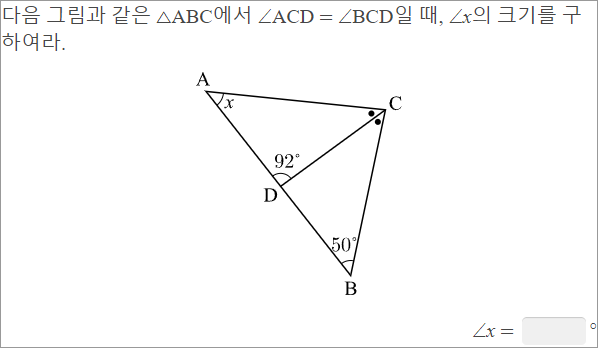 다음 그림과 같은 △ABC에서 ∠ACD = ∠BCD일 때, ∠x의 크기를 구
하여라.
A
x
C
92°
D
50°
B
∠x = °